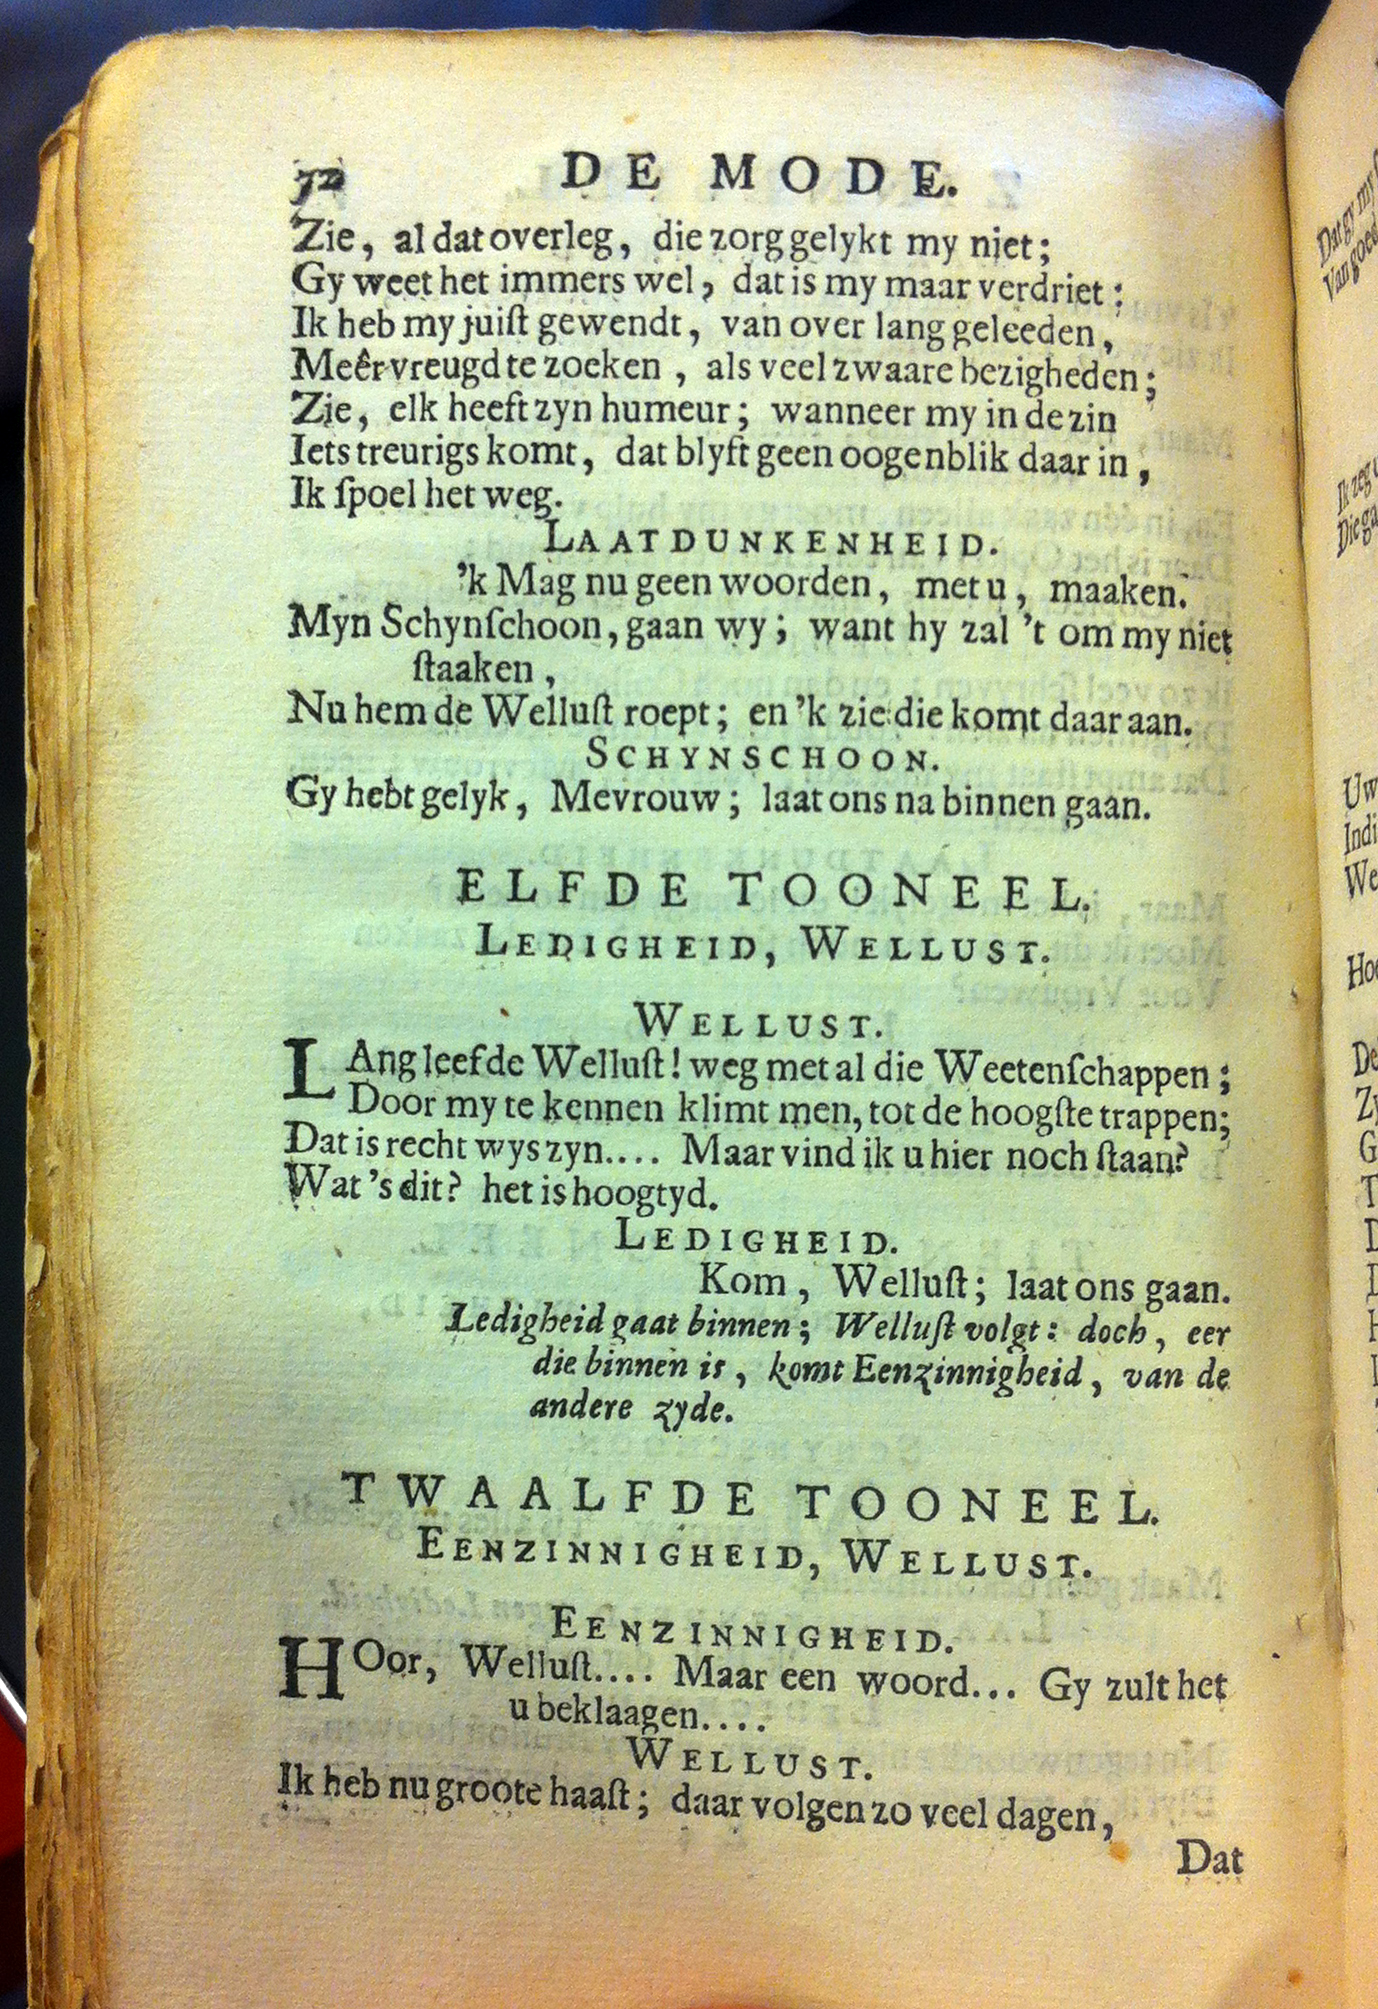 72 DE MODE.
Zie, al dat overleg, die zorg gelykt my niet;
Gy weet het immers wel, dat is my maar verdriet:
Ik heb my juiſt gewendt, van over lang geleeden,
Meêr vreugd te zoeken, als veel zwaare bezigheden;
Zie, elk heeft zyn humeur; wanneer my in de zin
Iets treurigs komt, dat blyft geen oogenblik daar in,
Ik ſpoel het weg.
LAATDUNKENHEID.
'k Mag nu geen woorden, met u, maaken.
Myn Schynſchoon, gaan wy; want hy zal 't om my niet
ſtaaken,
Nu hem de Welluſt roept; en 'k zie die komt daar aan.
SCHYNSCHOON.
Gy hebt gelyk, Mevrouw; laat ons na binnen gaan.
ELFDE TOONEEL.
LEDIGHEID, WELLUST.
WELLUST.
LAng leef de Welluſt! weg met al die Weetenſchappen;
Door my te kennen klimt men, tot de hoogſte trappen;
Dat is recht wys zyn.... Maar vind ik u hier noch ſtaan?
Wat 's dit? het is hoogtyd.
LEDIGHEID.
Kom, Welluſt; laat ons gaan.
Ledigheid gaat binnen; Welluſt volgt: doch, eer
die binnen is, komt Eenzinnigheid, van de
andere zyde.
TWAALFDE TOONEEL.
EENZINNIGHEID, WELLUST.
EENZINNIGHEID.
HOor, Welluſt.... Maar een woord... Gy zult het
u beklaagen....
WELLUST.
Ik heb nu groote haaſt; daar volgen zo veel dagen,
Dat